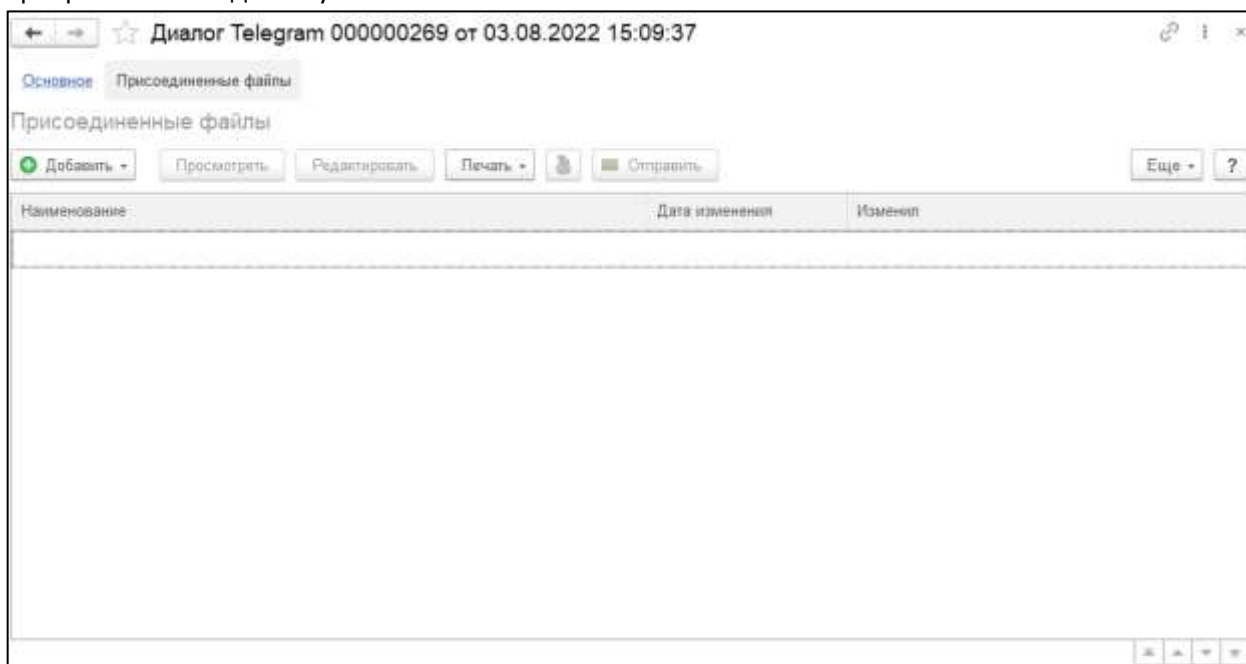 Диалог Telegram 000000269 от 03.08.2022 15:09:37
Основное Присоединенные файлы
Присоединенные файлы
Добавить Просмотреть Редактировать Печать Отправить Еще ?
Наименование Дата изменения Изменил